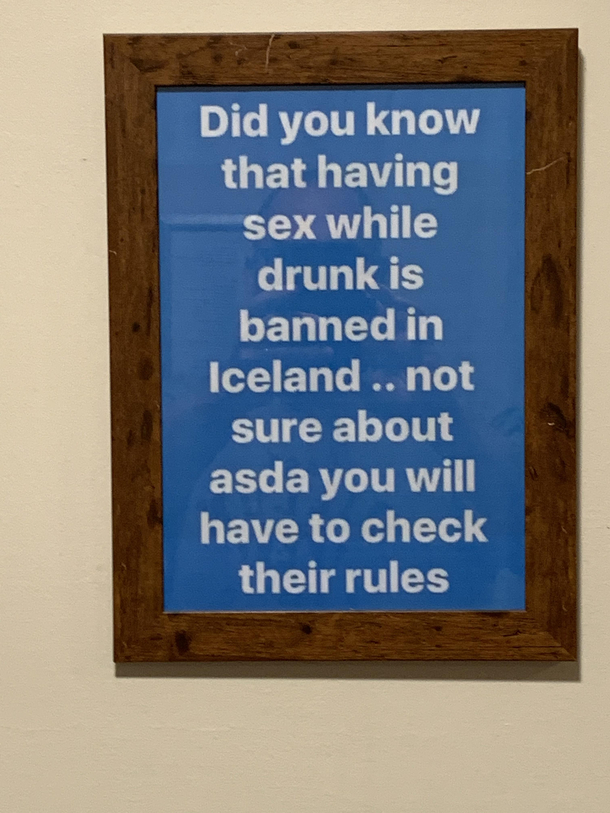 Did you know
that having
sex while
drunk is
banned in
Iceland .. not
sure about
asda you will
have to check
their rules